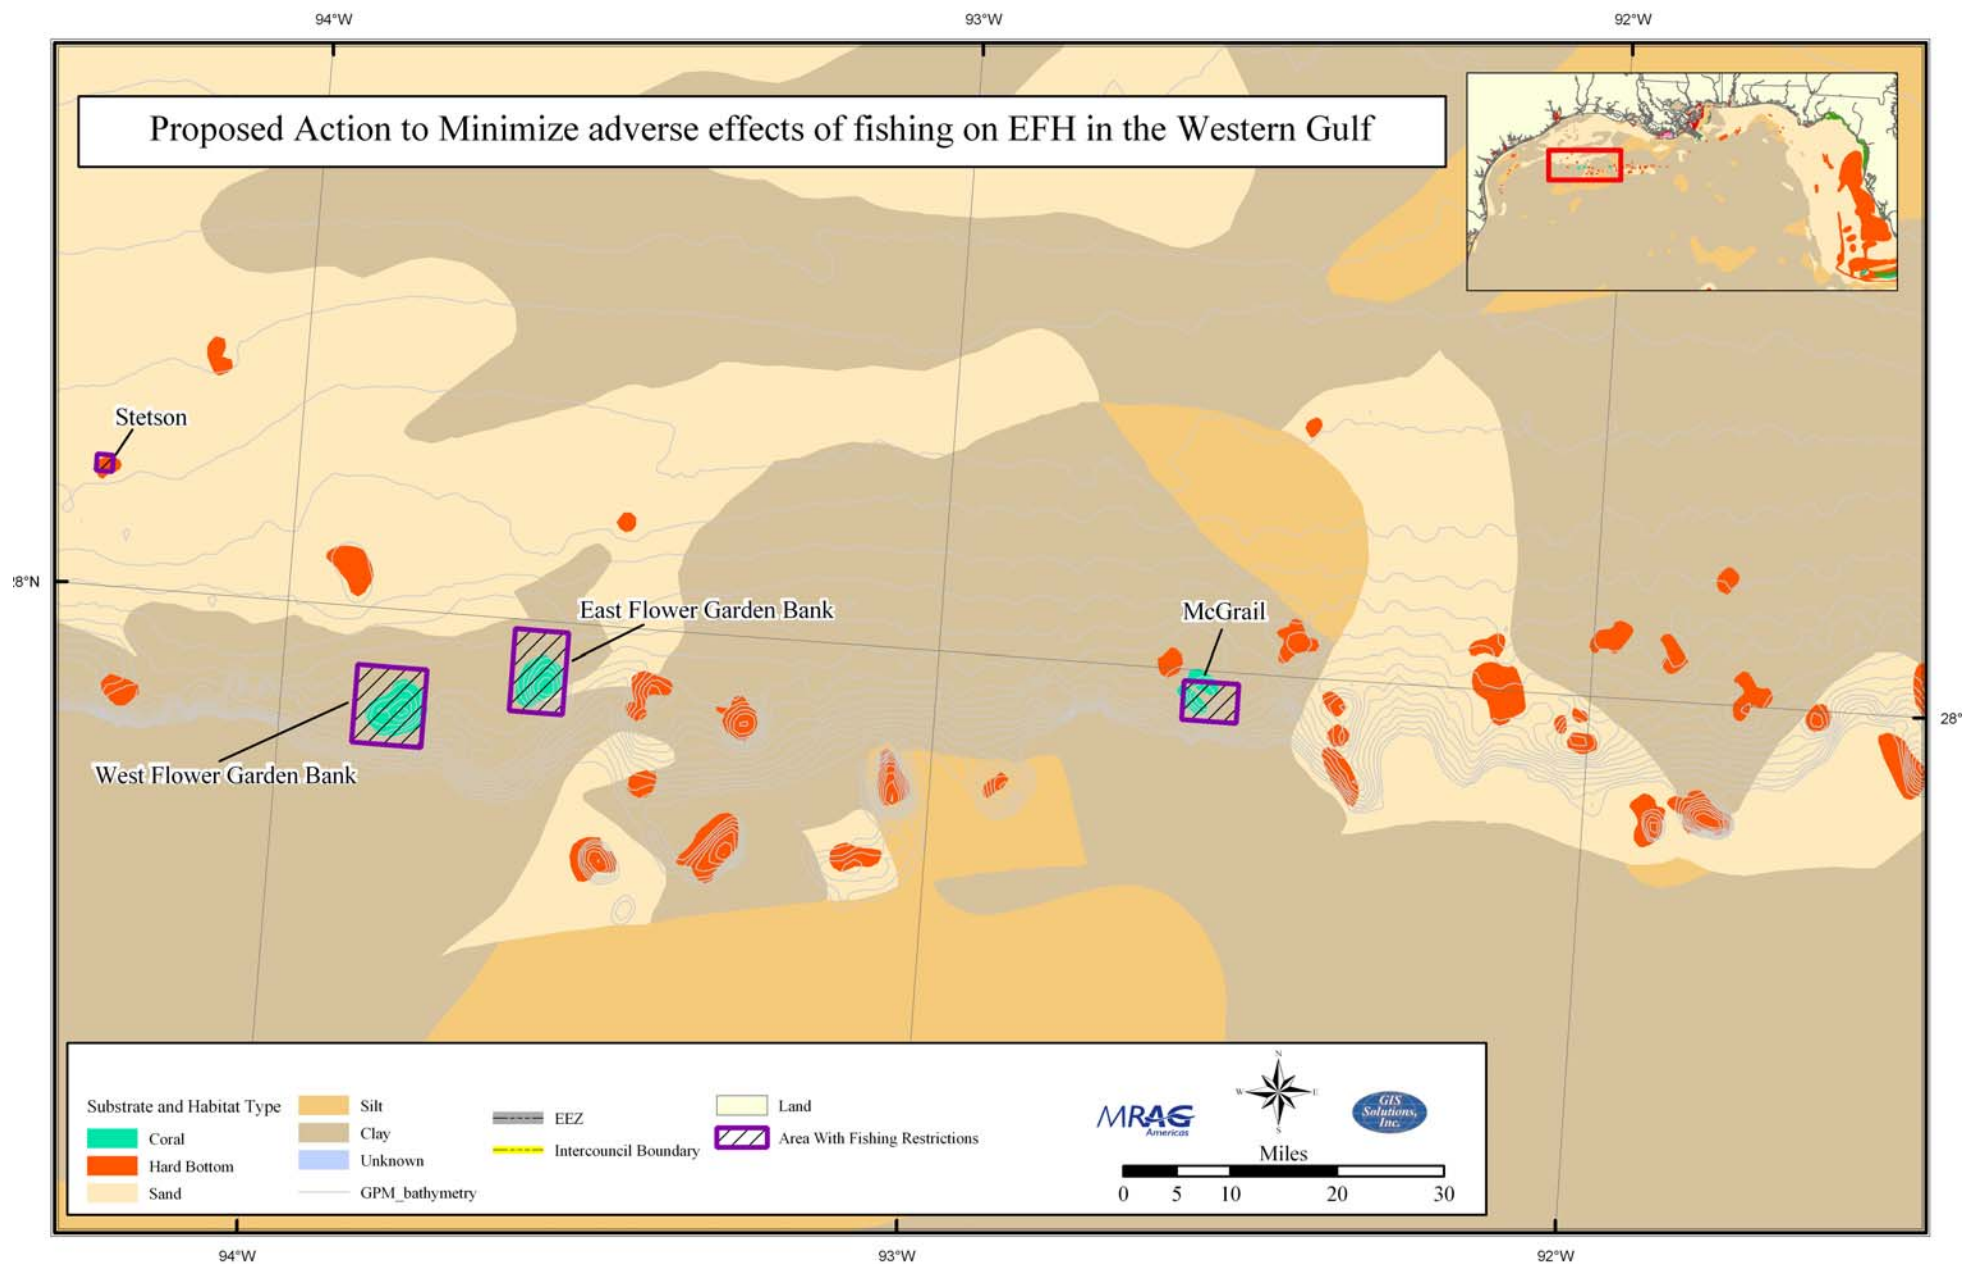 94°W
93°W
92°W
Proposed Action to Minimize adverse effects of fishing on EFH in the Western Gulf
Stetson
8°N
East Flower Garden Bank
McGrail
28°
West Flower Garden Bank
Substrate and Habitat Type
Coral
Hard Bottom
Sand
Silt
Clay
Unknown
GPM_bathymetry
EEZ
Intercouncil Boundary
Land
Area With Fishing Restrictions
MRAG
Americas
N
W
E
S
GIS
Solutions,
Inc.
Miles
0 5 10 20 30
94°W
93°W
92°W